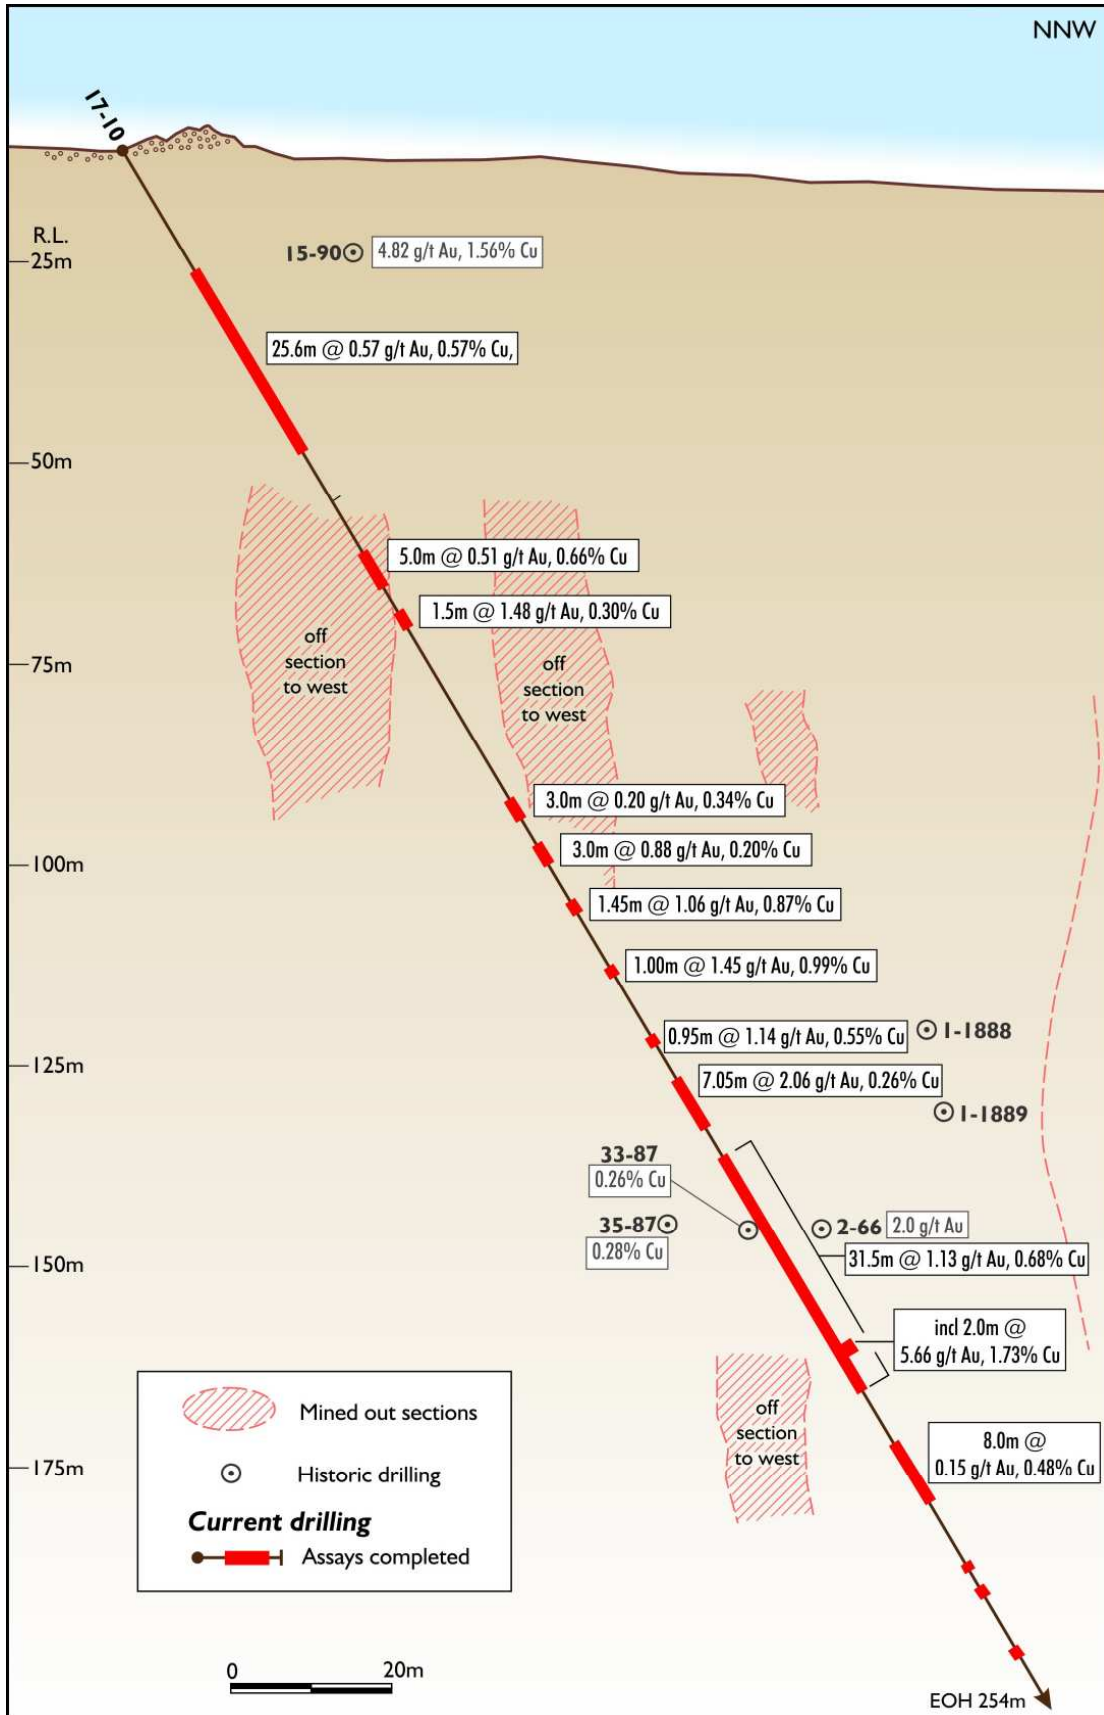 NNW
17-10
R.L.
25m
15-90
4.82 g/t Au, 1.56% Cu
25.6m @ 0.57 g/t Au, 0.57% Cu,
50m
5.0m @ 0.51 g/t Au, 0.66% Cu
1.5m @ 1.48 g/t Au, 0.30% Cu
off
section
to west
off
section
to west
75m
3.0m @ 0.20 g/t Au, 0.34% Cu
3.0m @ 0.88 g/t Au, 0.20% Cu
100m
1.45m @ 1.06 g/t Au, 0.87% Cu
1.00m @ 1.45 g/t Au, 0.99% Cu
0.95m @ 1.14 g/t Au, 0.55% Cu
1-1888
125m
7.05m @ 2.06 g/t Au, 0.26% Cu
1-1889
33-87
0.26% Cu
35-87
0.28% Cu
2-66
2.0 g/t Au
31.5m @ 1.13 g/t Au, 0.68% Cu
150m
incl 2.0m @
5.66 g/t Au, 1.73% Cu
off
section
to west
8.0m @
0.15 g/t Au, 0.48% Cu
175m
Mined out sections
Historic drilling
Current drilling
Assays completed
0 20m
EOH 254m